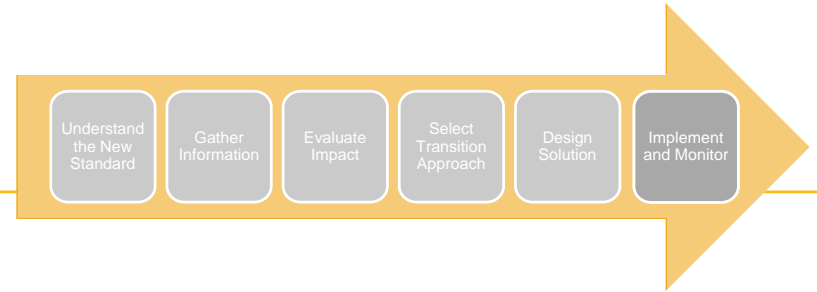 Understand
the New
Standard
Gather
Information
Evaluate
Impact
Select
Transition
Approach
Design
Solution
Implement
and Monitor